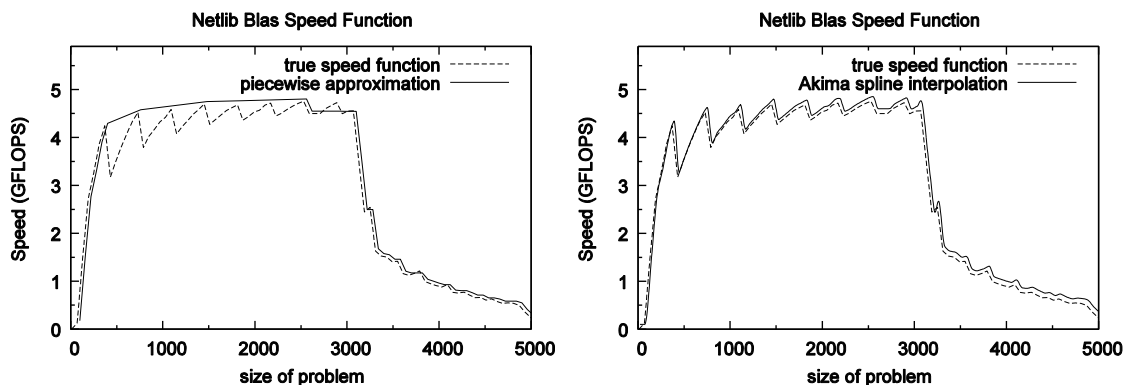 Netlib Blas Speed Function
true speed function
piecewise approximation
5
4
3
2
1
0
Speed (GFLOPS)
0 1000 2000 3000 4000 5000
size of problem
Netlib Blas Speed Function
true speed function
Akima spline interpolation
5
4
3
2
1
0
Speed (GFLOPS)
0 1000 2000 3000 4000 5000
size of problem